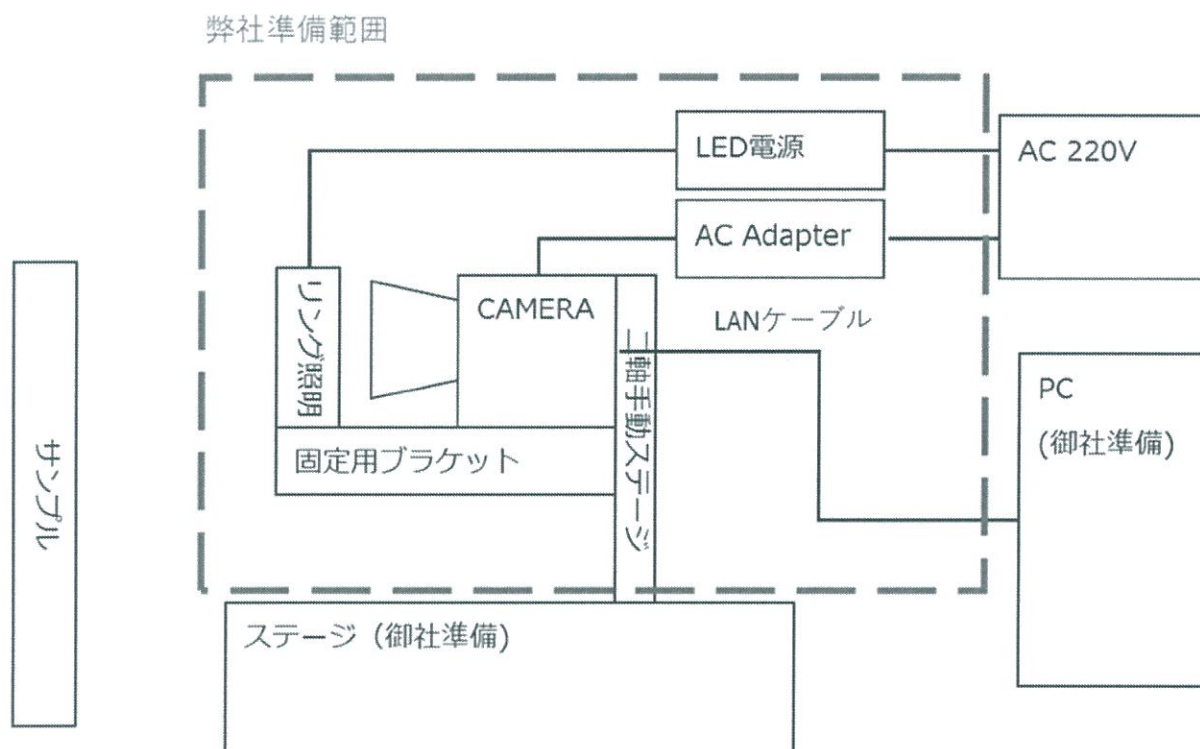 弊社準備範囲
LED電源
AC 220V
AC Adapter
リング照明
CAMERA
二軸手動ステージ
LANケーブル
PC
(御社準備)
固定用ブラケット
サンプル
ステージ (御社準備)